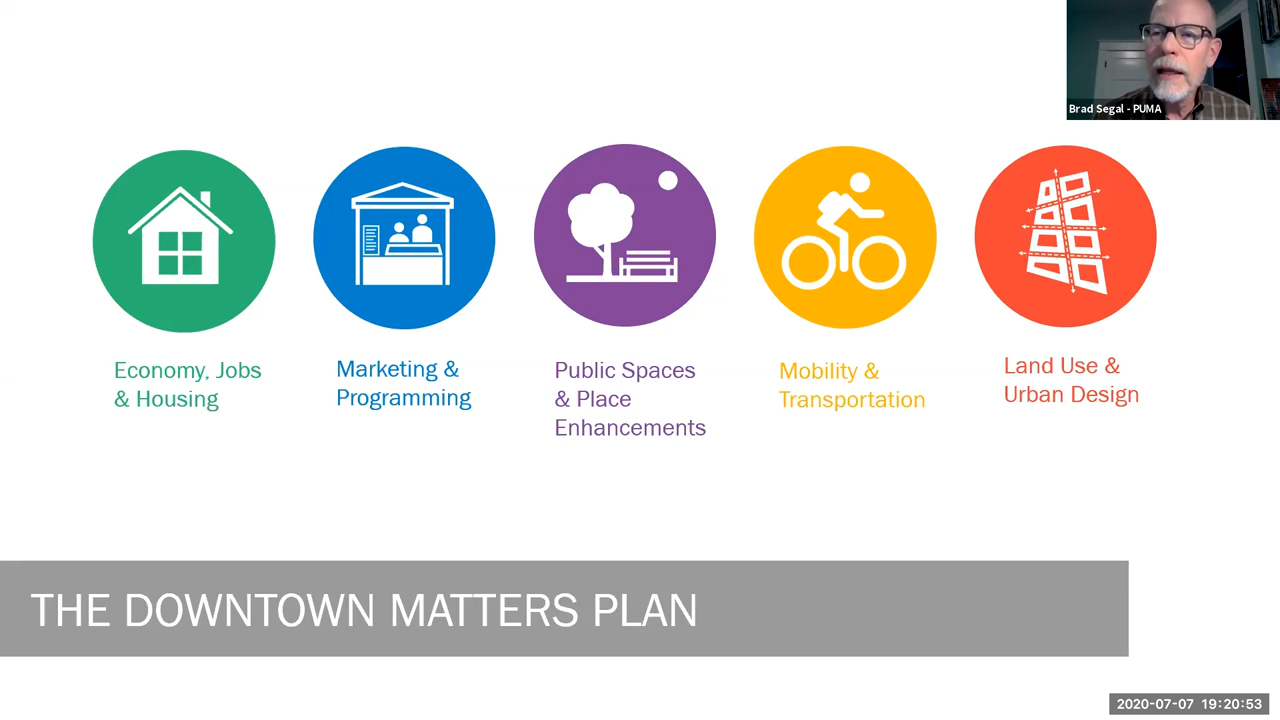 Brad Segal - PUMA
Economy, Jobs
& Housing
Marketing &
Programming
Public Spaces
& Place
Enhancements
Mobility &
Transportation
Land Use &
Urban Design
THE DOWNTOWN MATTERS PLAN
2020-07-07 19:20:53